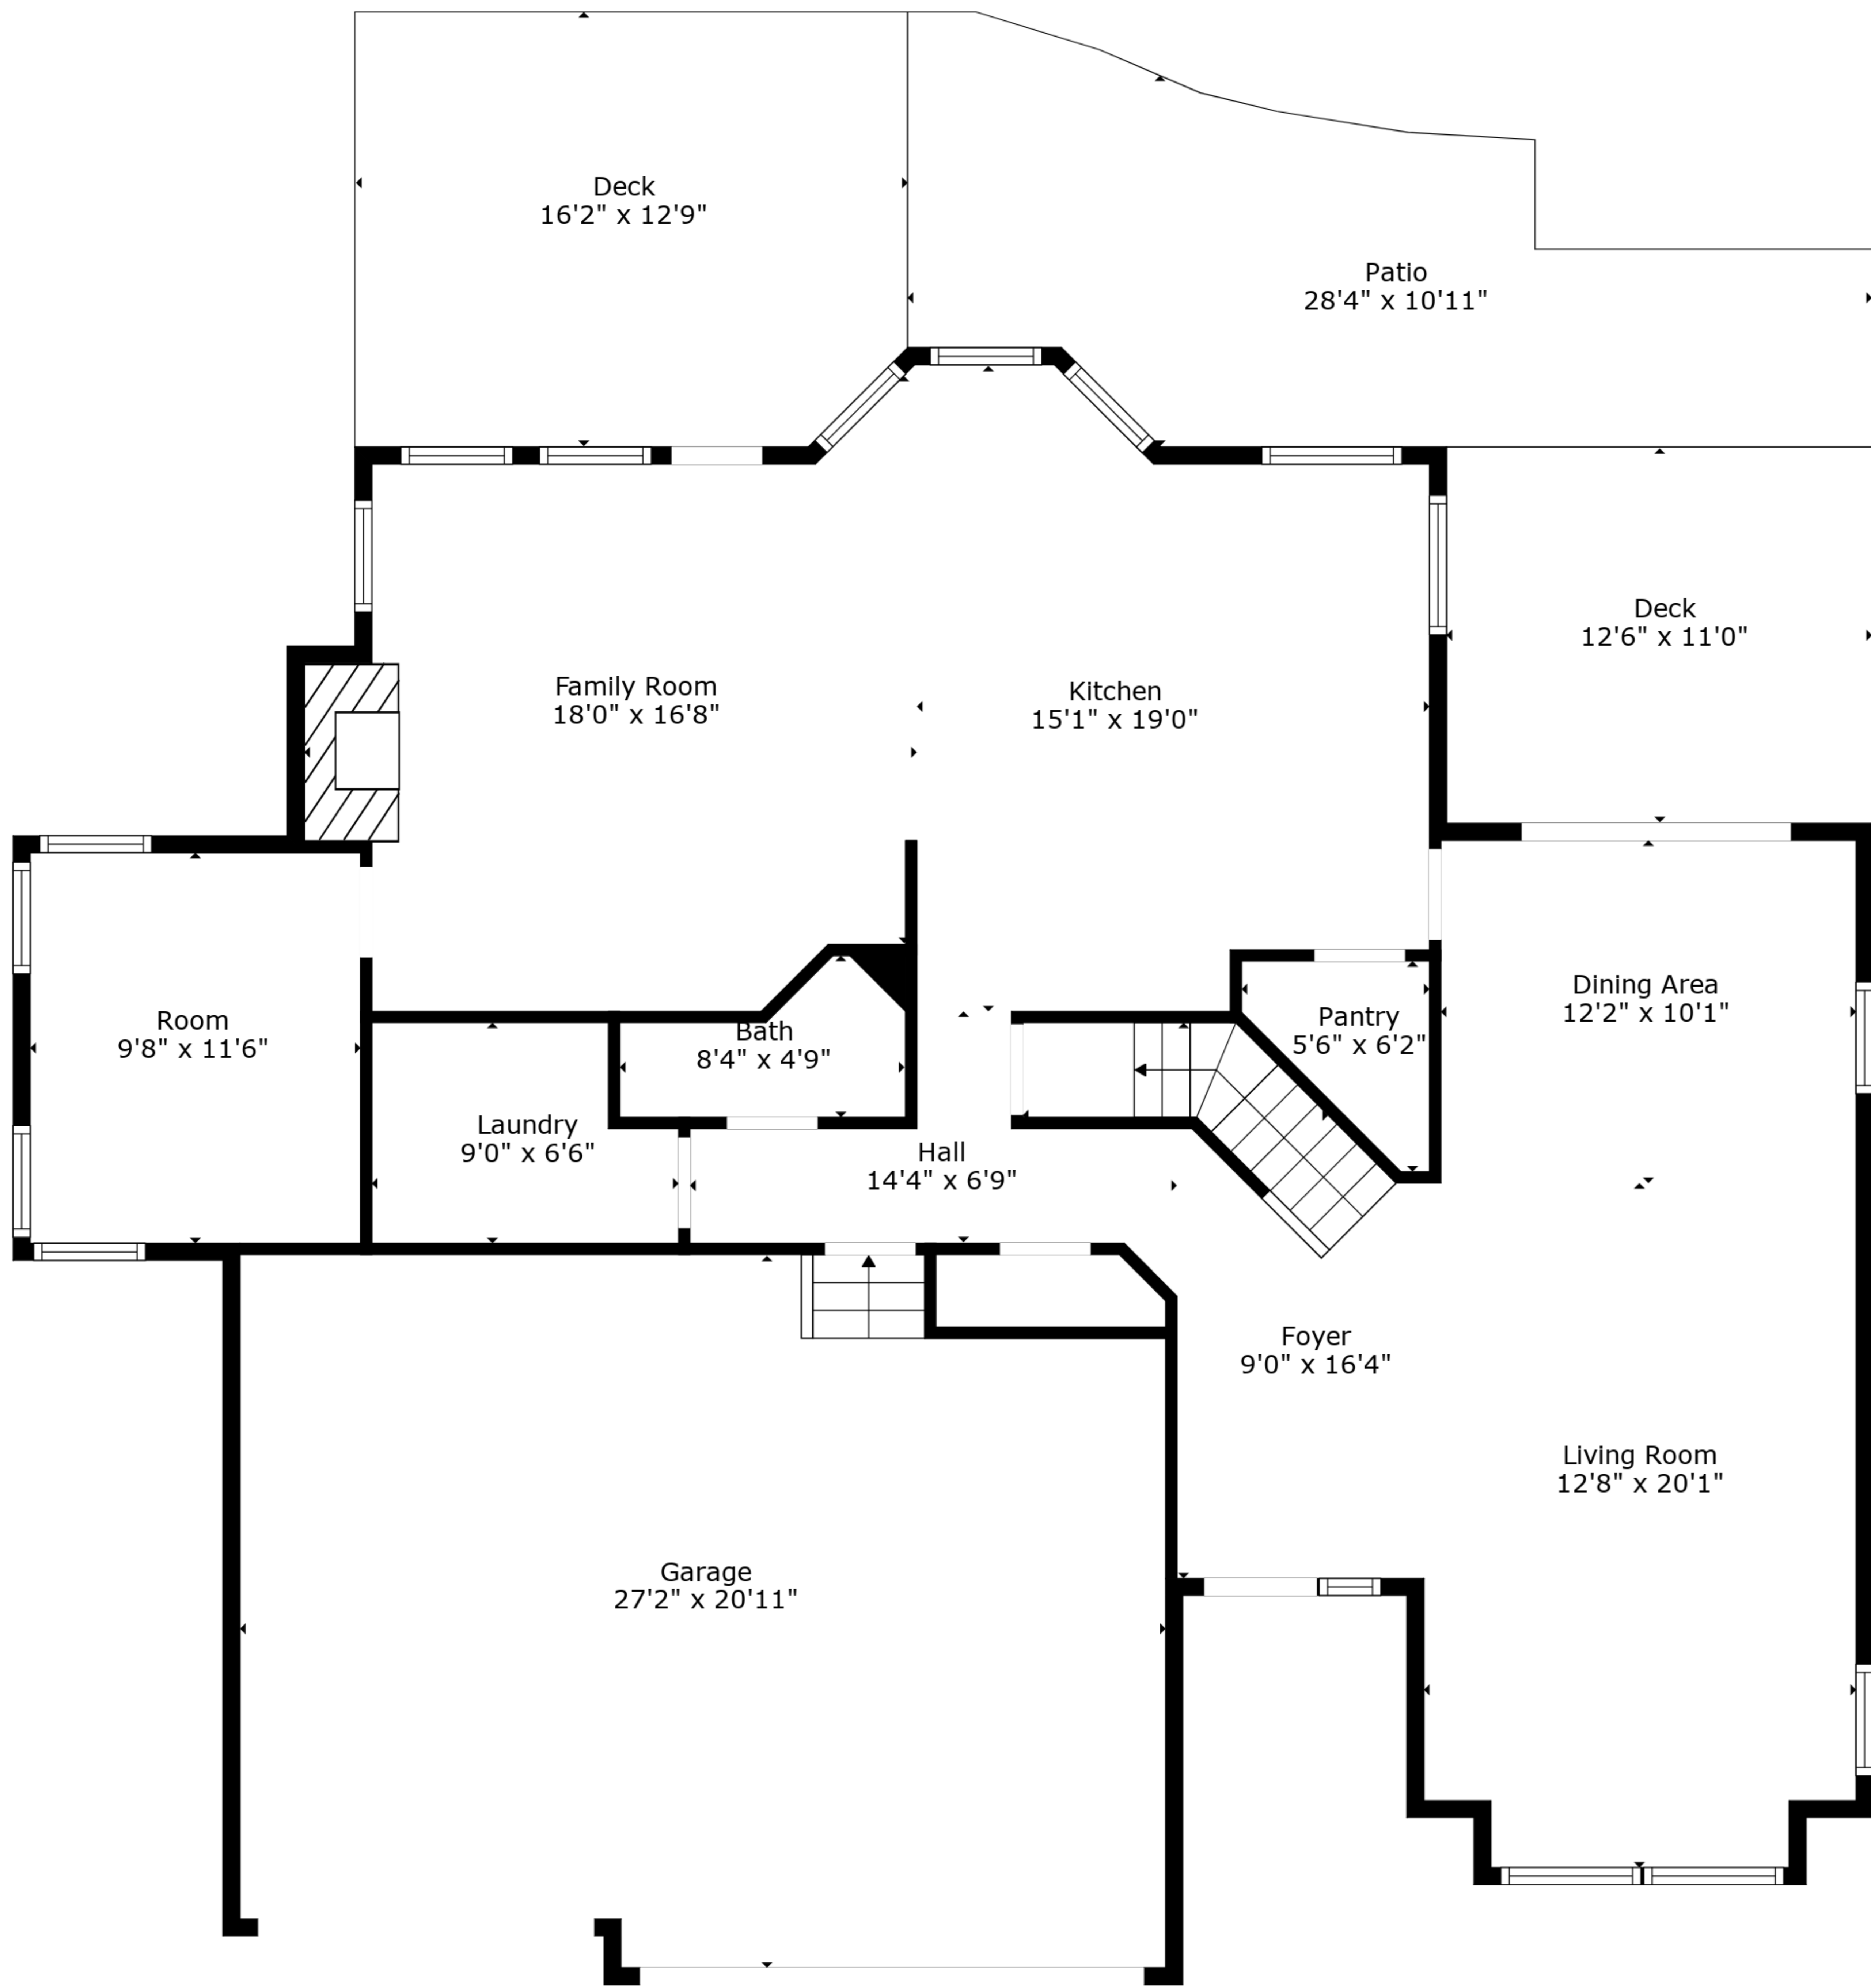 Deck
16'2" x 12'9"
Patio
28'4" x 10'11"
Deck
12'6" x 11'0"
Family Room
18'0" x 16'8"
Kitchen
15'1" x 19'0"
Dining Area
12'2" x 10'1"
Room
9'8" x 11'6"
Bath
8'4" x 4'9"
Pantry
5'6" x 6'2"
Laundry
9'0" x 6'6"
Hall
14'4" x 6'9"
Foyer
9'0" x 16'4"
Living Room
12'8" x 20'1"
Garage
27'2" x 20'11"